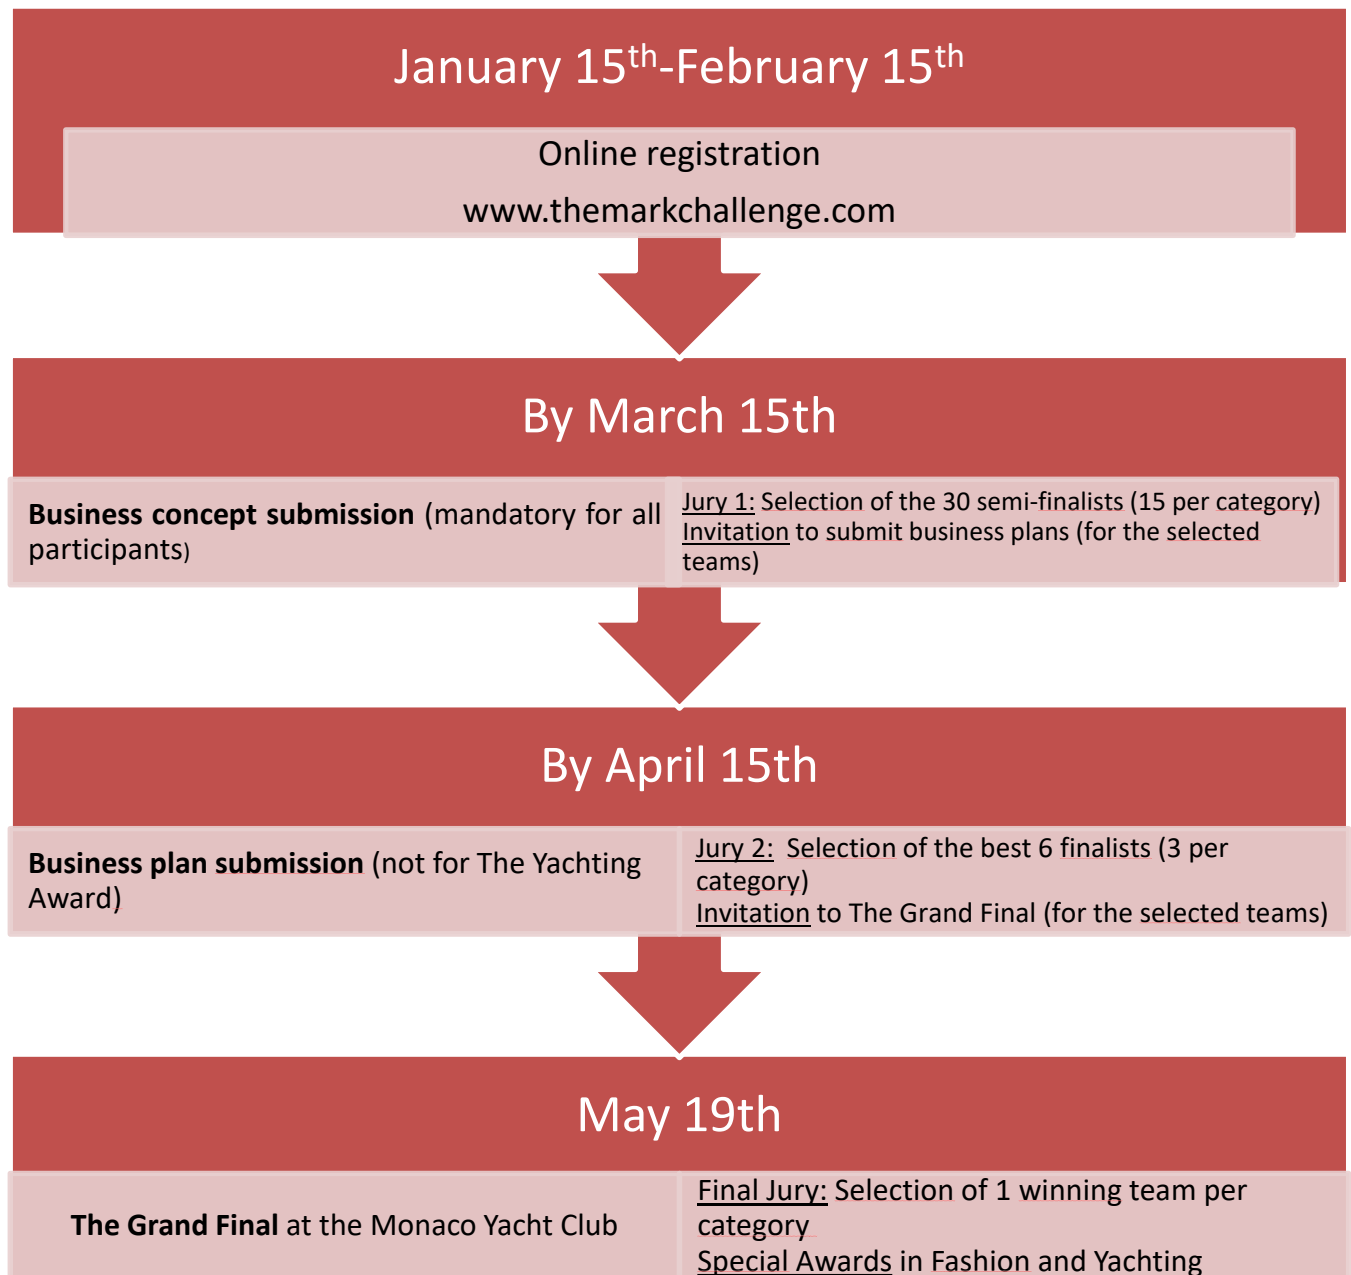 January 15th-February 15th
Online registration
www.themarkchallenge.com
By March 15th
Business concept submission (mandatory for all
participants)
Jury 1: Selection of the 30 semi-finalists (15 per category)
Invitation to submit business plans (for the selected
teams)
By April 15th
Business plan submission (not for The Yachting
Award)
Jury 2: Selection of the best 6 finalists (3 per
category)
Invitation to The Grand Final (for the selected teams)
May 19th
The Grand Final at the Monaco Yacht Club
Final Jury: Selection of 1 winning team per
category
Special Awards in Fashion and Yachting